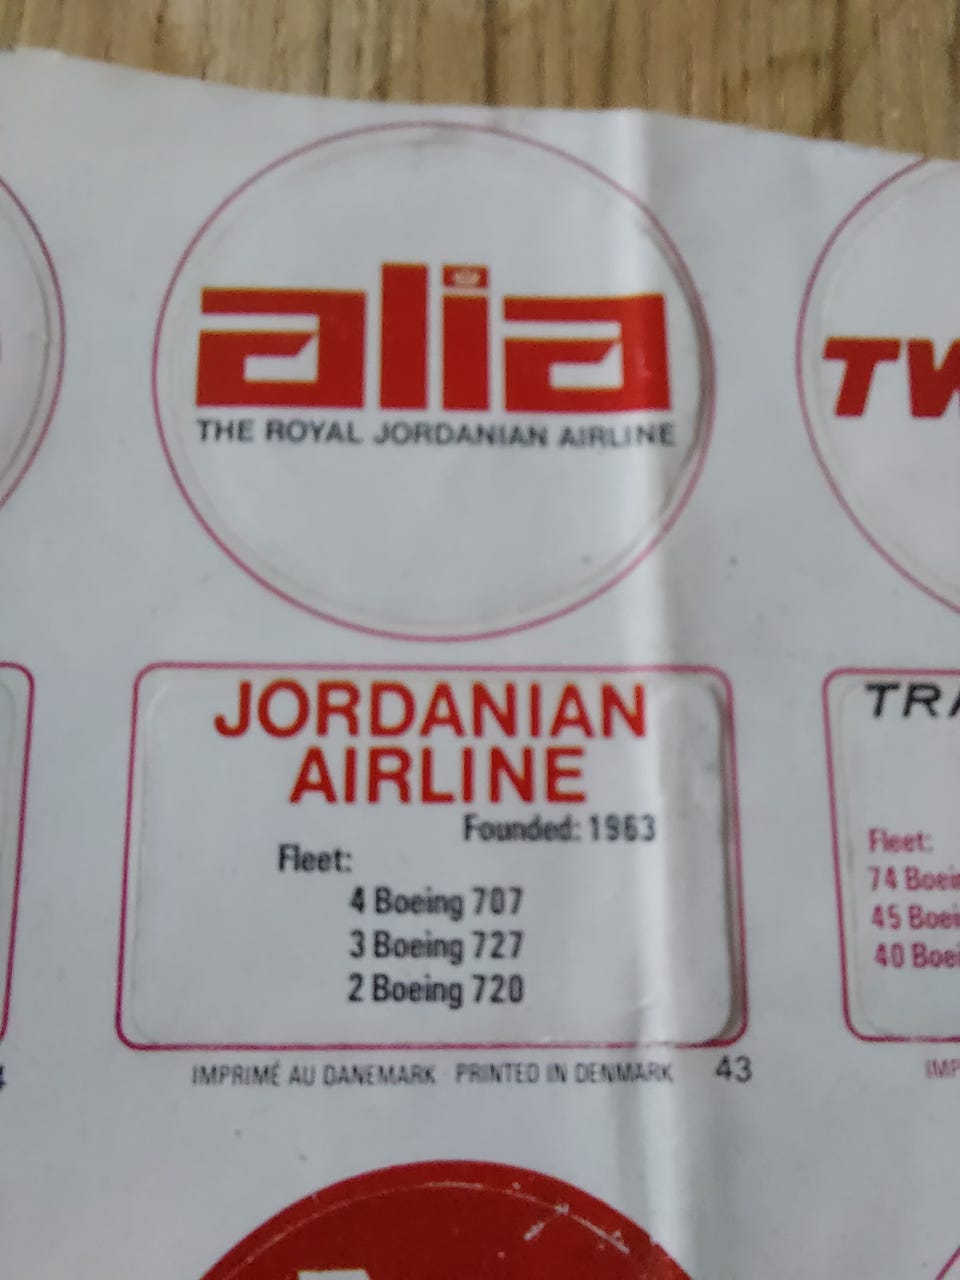 alia
THE ROYAL JORDANIAN AIRLINE
TW
JORDANIAN
AIRLINE
Founded: 1963
Fleet:
4 Boeing 707
3 Boeing 727
2 Boeing 720
IMPRIMÉ AU DANEMARK · PRINTED IN DENMARK 43
TRA
Fleet:
74 Boei
45 Boei
40 Boei
IMP